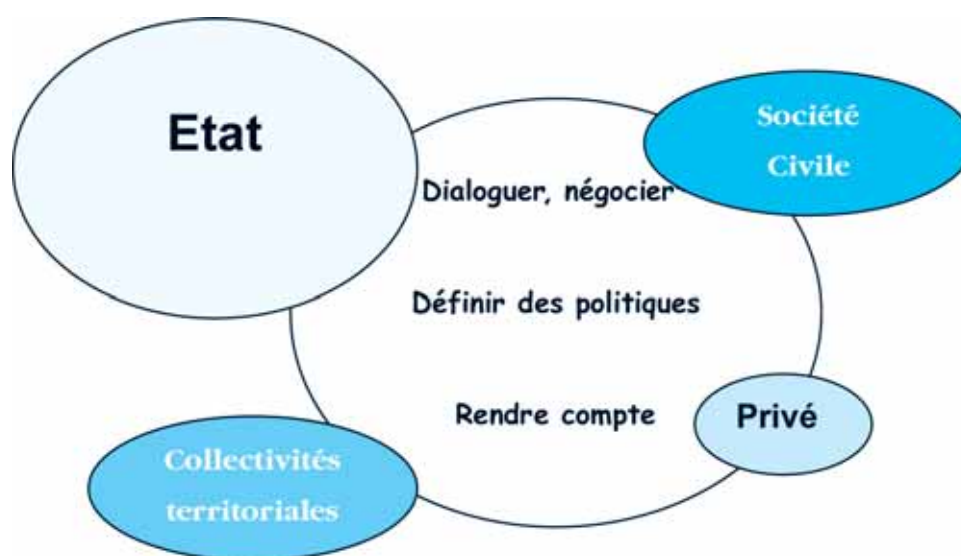 Etat
Société
Civile
Dialoguer, négocier
Définir des politiques
Rendre compte
Privé
Collectivités
territoriales